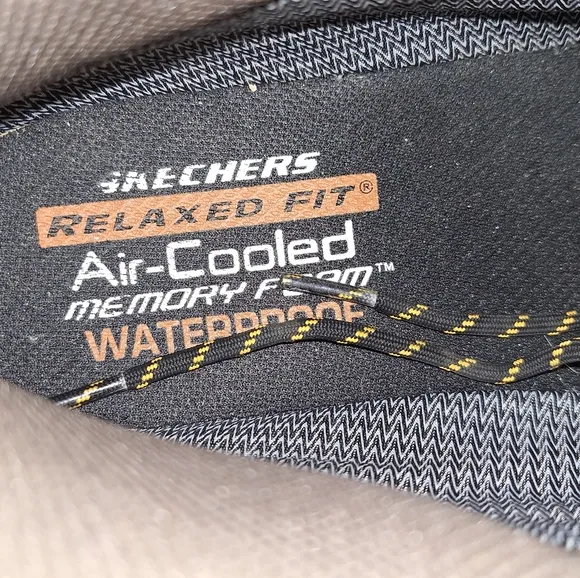 SKECHERS
RELAXED FIT®
Air-Cooled
MEMORY FOAM™
WATERPROOF